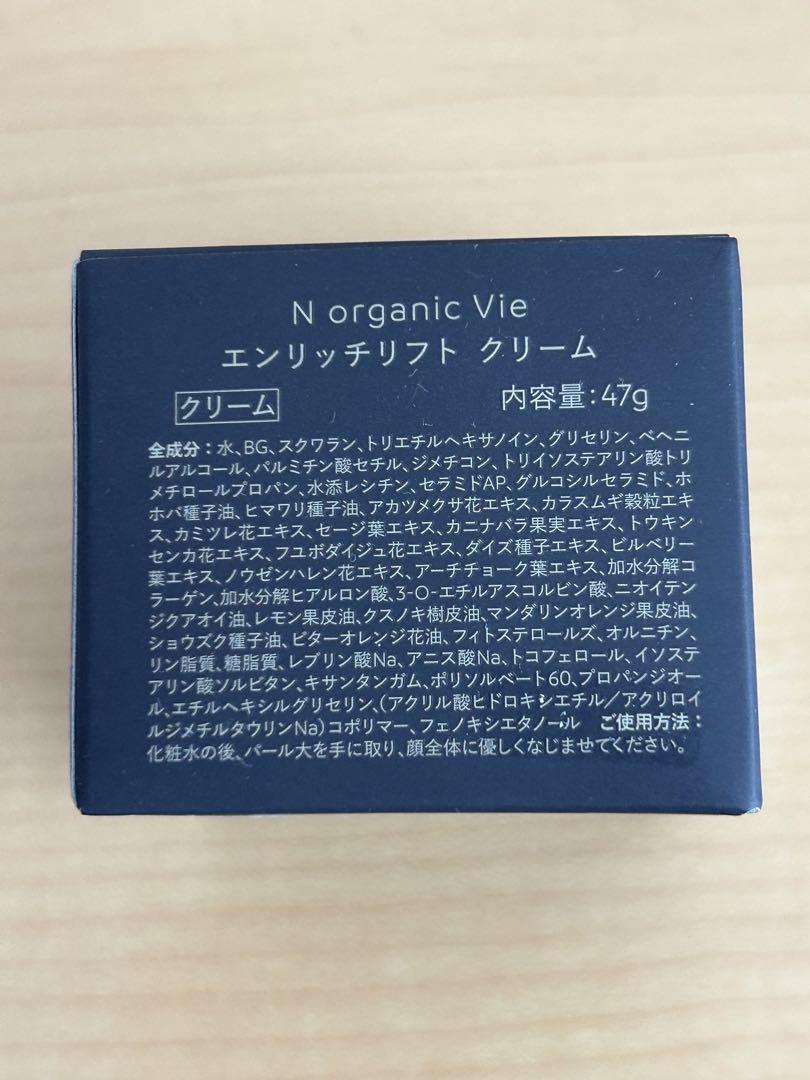 N organic Vie
エンリッチリフト クリーム
クリーム 内容量:47g
全成分:水、BG、スクワラン、トリエチルヘキサノイン、グリセリン、ベヘニ
ルアルコール、パルミチン酸セチル、ジメチコン、トリイソステアリン酸トリ
メチロールプロパン、水添レシチン、セラミドAP、グルコシルセラミド、ホ
ホバ種子油、ヒマワリ種子油、アカツメクサ花エキス、カラスムギ穀粒エキ
ス、カミツレ花エキス、セージ葉エキス、カニナバラ果実エキス、トウキン
センカ花エキス、フユボダイジュ花エキス、ダイズ種子エキス、ビルベリー
葉エキス、ノウゼンハレン花エキス、アーチチョーク葉エキス、加水分解コ
ラーゲン、加水分解ヒアルロン酸、3-O-エチルアスコルビン酸、ニオイテン
ジクアオイ油、レモン果皮油、クスノキ樹皮油、マンダリンオレンジ果皮油、
ショウズク種子油、ビターオレンジ花油、フィトステロールズ、オルニチン、
リン脂質、糖脂質、レブリン酸Na、アニス酸Na、トコフェロール、イソステ
アリン酸ソルビタン、キサンタンガム、ポリソルベート60、プロパンジオー
ル、エチルヘキシルグリセリン、(アクリル酸ヒドロキシエチル/アクリロイ
ルジメチルタウリンNa)コポリマー、フェノキシエタノール ご使用方法:
化粧水の後、パール大を手に取り、顔全体に優しくなじませてください。